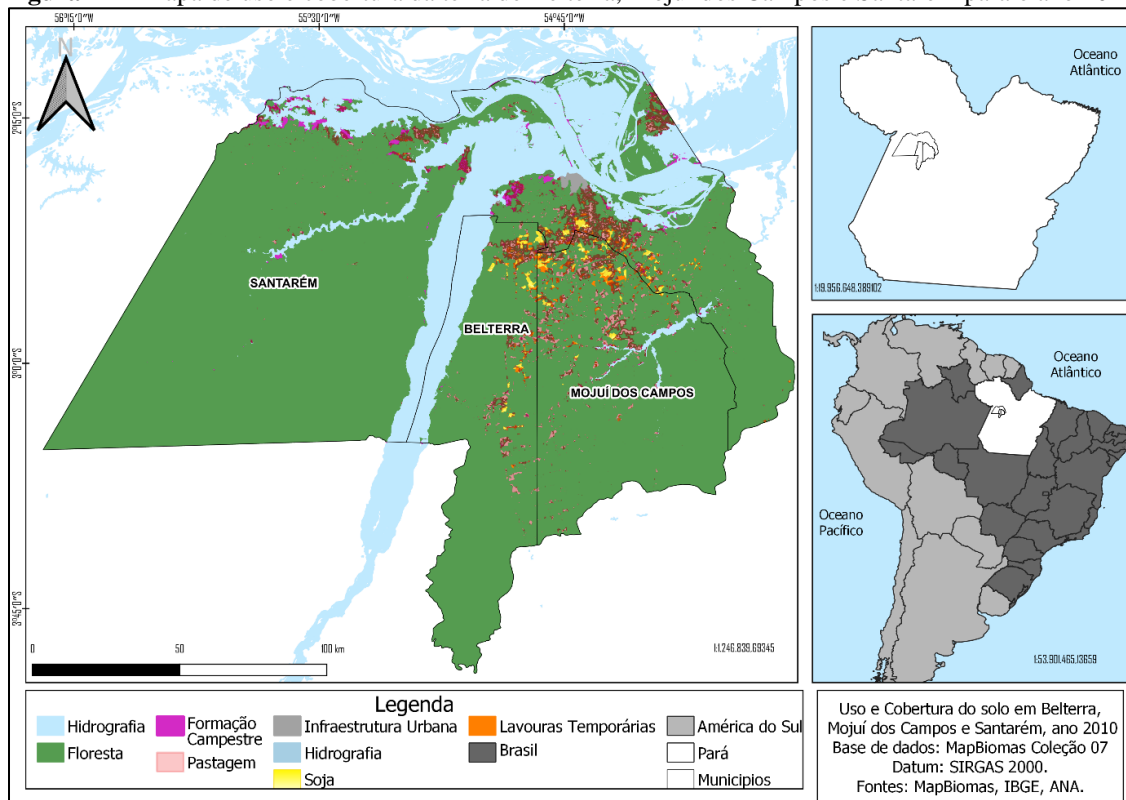 56°15'0"W
55°30'0"W
54°45'0"W
N
2°15'0"S
3°0'0"S
3°45'0"S
SANTARÉM
BELTERRA
MOJUÍ DOS CAMPOS
0
50
100 km
1:1.246.839,69345
Oceano
Atlântico
1:19.956.648,389102
Oceano
Atlântico
Oceano
Pacífico
1:53.901.465,13659
Legenda
Hidrografia
Floresta
Formação
Campestre
Pastagem
Infraestrutura Urbana
Hidrografia
Soja
Lavouras Temporárias
Brasil
América do Sul
Pará
Municipios
Uso e Cobertura do solo em Belterra,
Mojuí dos Campos e Santarém, ano 2010
Base de dados: MapBiomas Coleção 07
Datum: SIRGAS 2000.
Fontes: MapBiomas, IBGE, ANA.